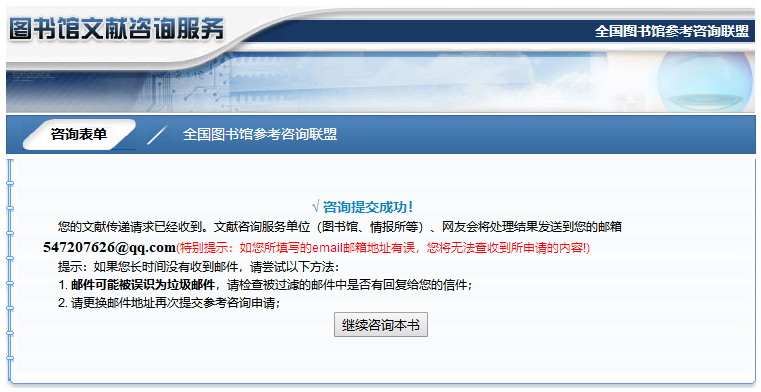 图书馆文献咨询服务
全国图书馆参考咨询联盟
咨询表单
全国图书馆参考咨询联盟
√ 咨询提交成功！
您的文献传递请求已经收到。文献咨询服务单位（图书馆、情报所等）、网友会将处理结果发送到您的邮箱
547207626@qq.com(特别提示：如您所填写的email邮箱地址有误，您将无法查收到所申请的内容!)
提示：如果您长时间没有收到邮件，请尝试以下方法：
1. 邮件可能被误识为垃圾邮件，请检查被过滤的邮件中是否有回复给您的信件；
2. 请更换邮件地址再次提交参考咨询申请；
继续咨询本书